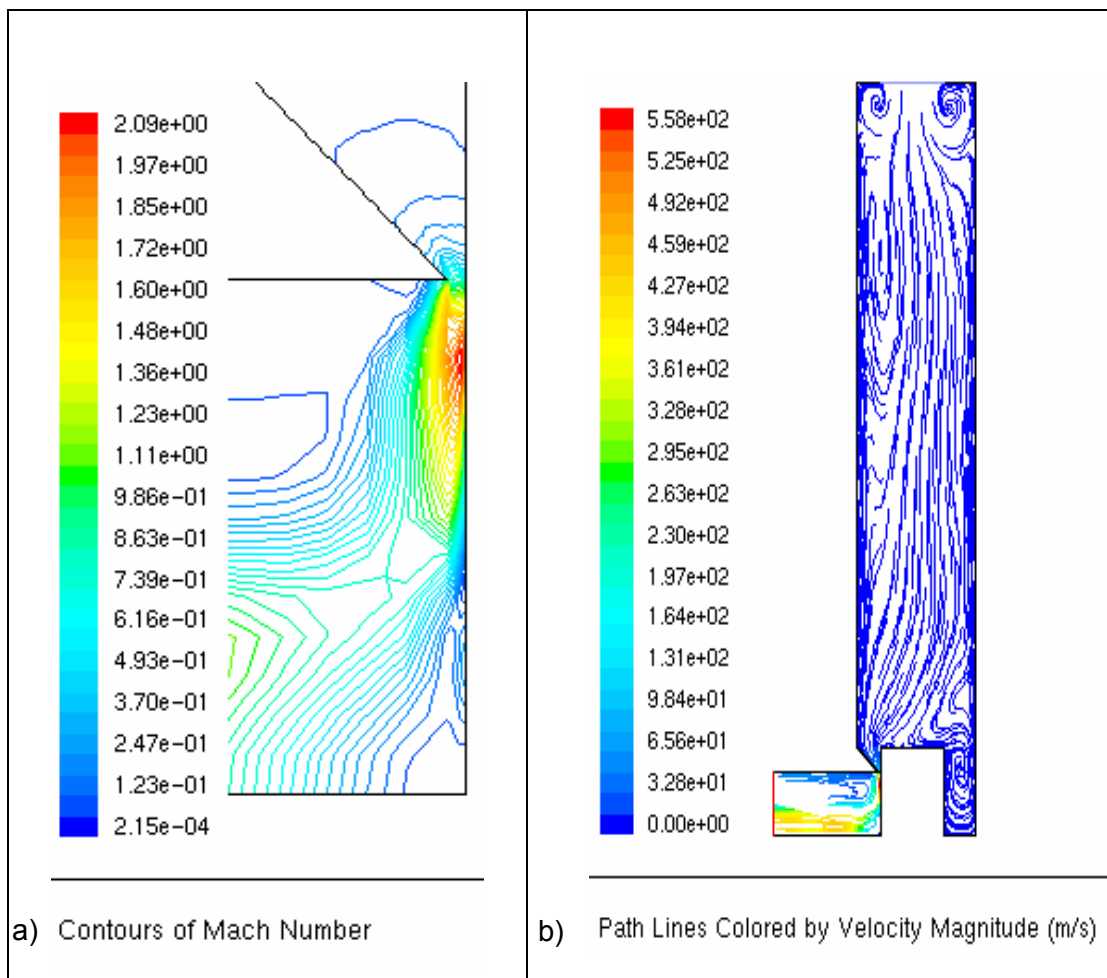 2.09e+00
1.97e+00
1.85e+00
1.72e+00
1.60e+00
1.48e+00
1.36e+00
1.23e+00
1.11e+00
9.86e−01
8.63e−01
7.39e−01
6.16e−01
4.93e−01
3.70e−01
2.47e−01
1.23e−01
2.15e−04
a) Contours of Mach Number
5.58e+02
5.25e+02
4.92e+02
4.59e+02
4.27e+02
3.94e+02
3.61e+02
3.28e+02
2.95e+02
2.63e+02
2.30e+02
1.97e+02
1.64e+02
1.31e+02
9.84e+01
6.56e+01
3.28e+01
0.00e+00
b) Path Lines Colored by Velocity Magnitude (m/s)